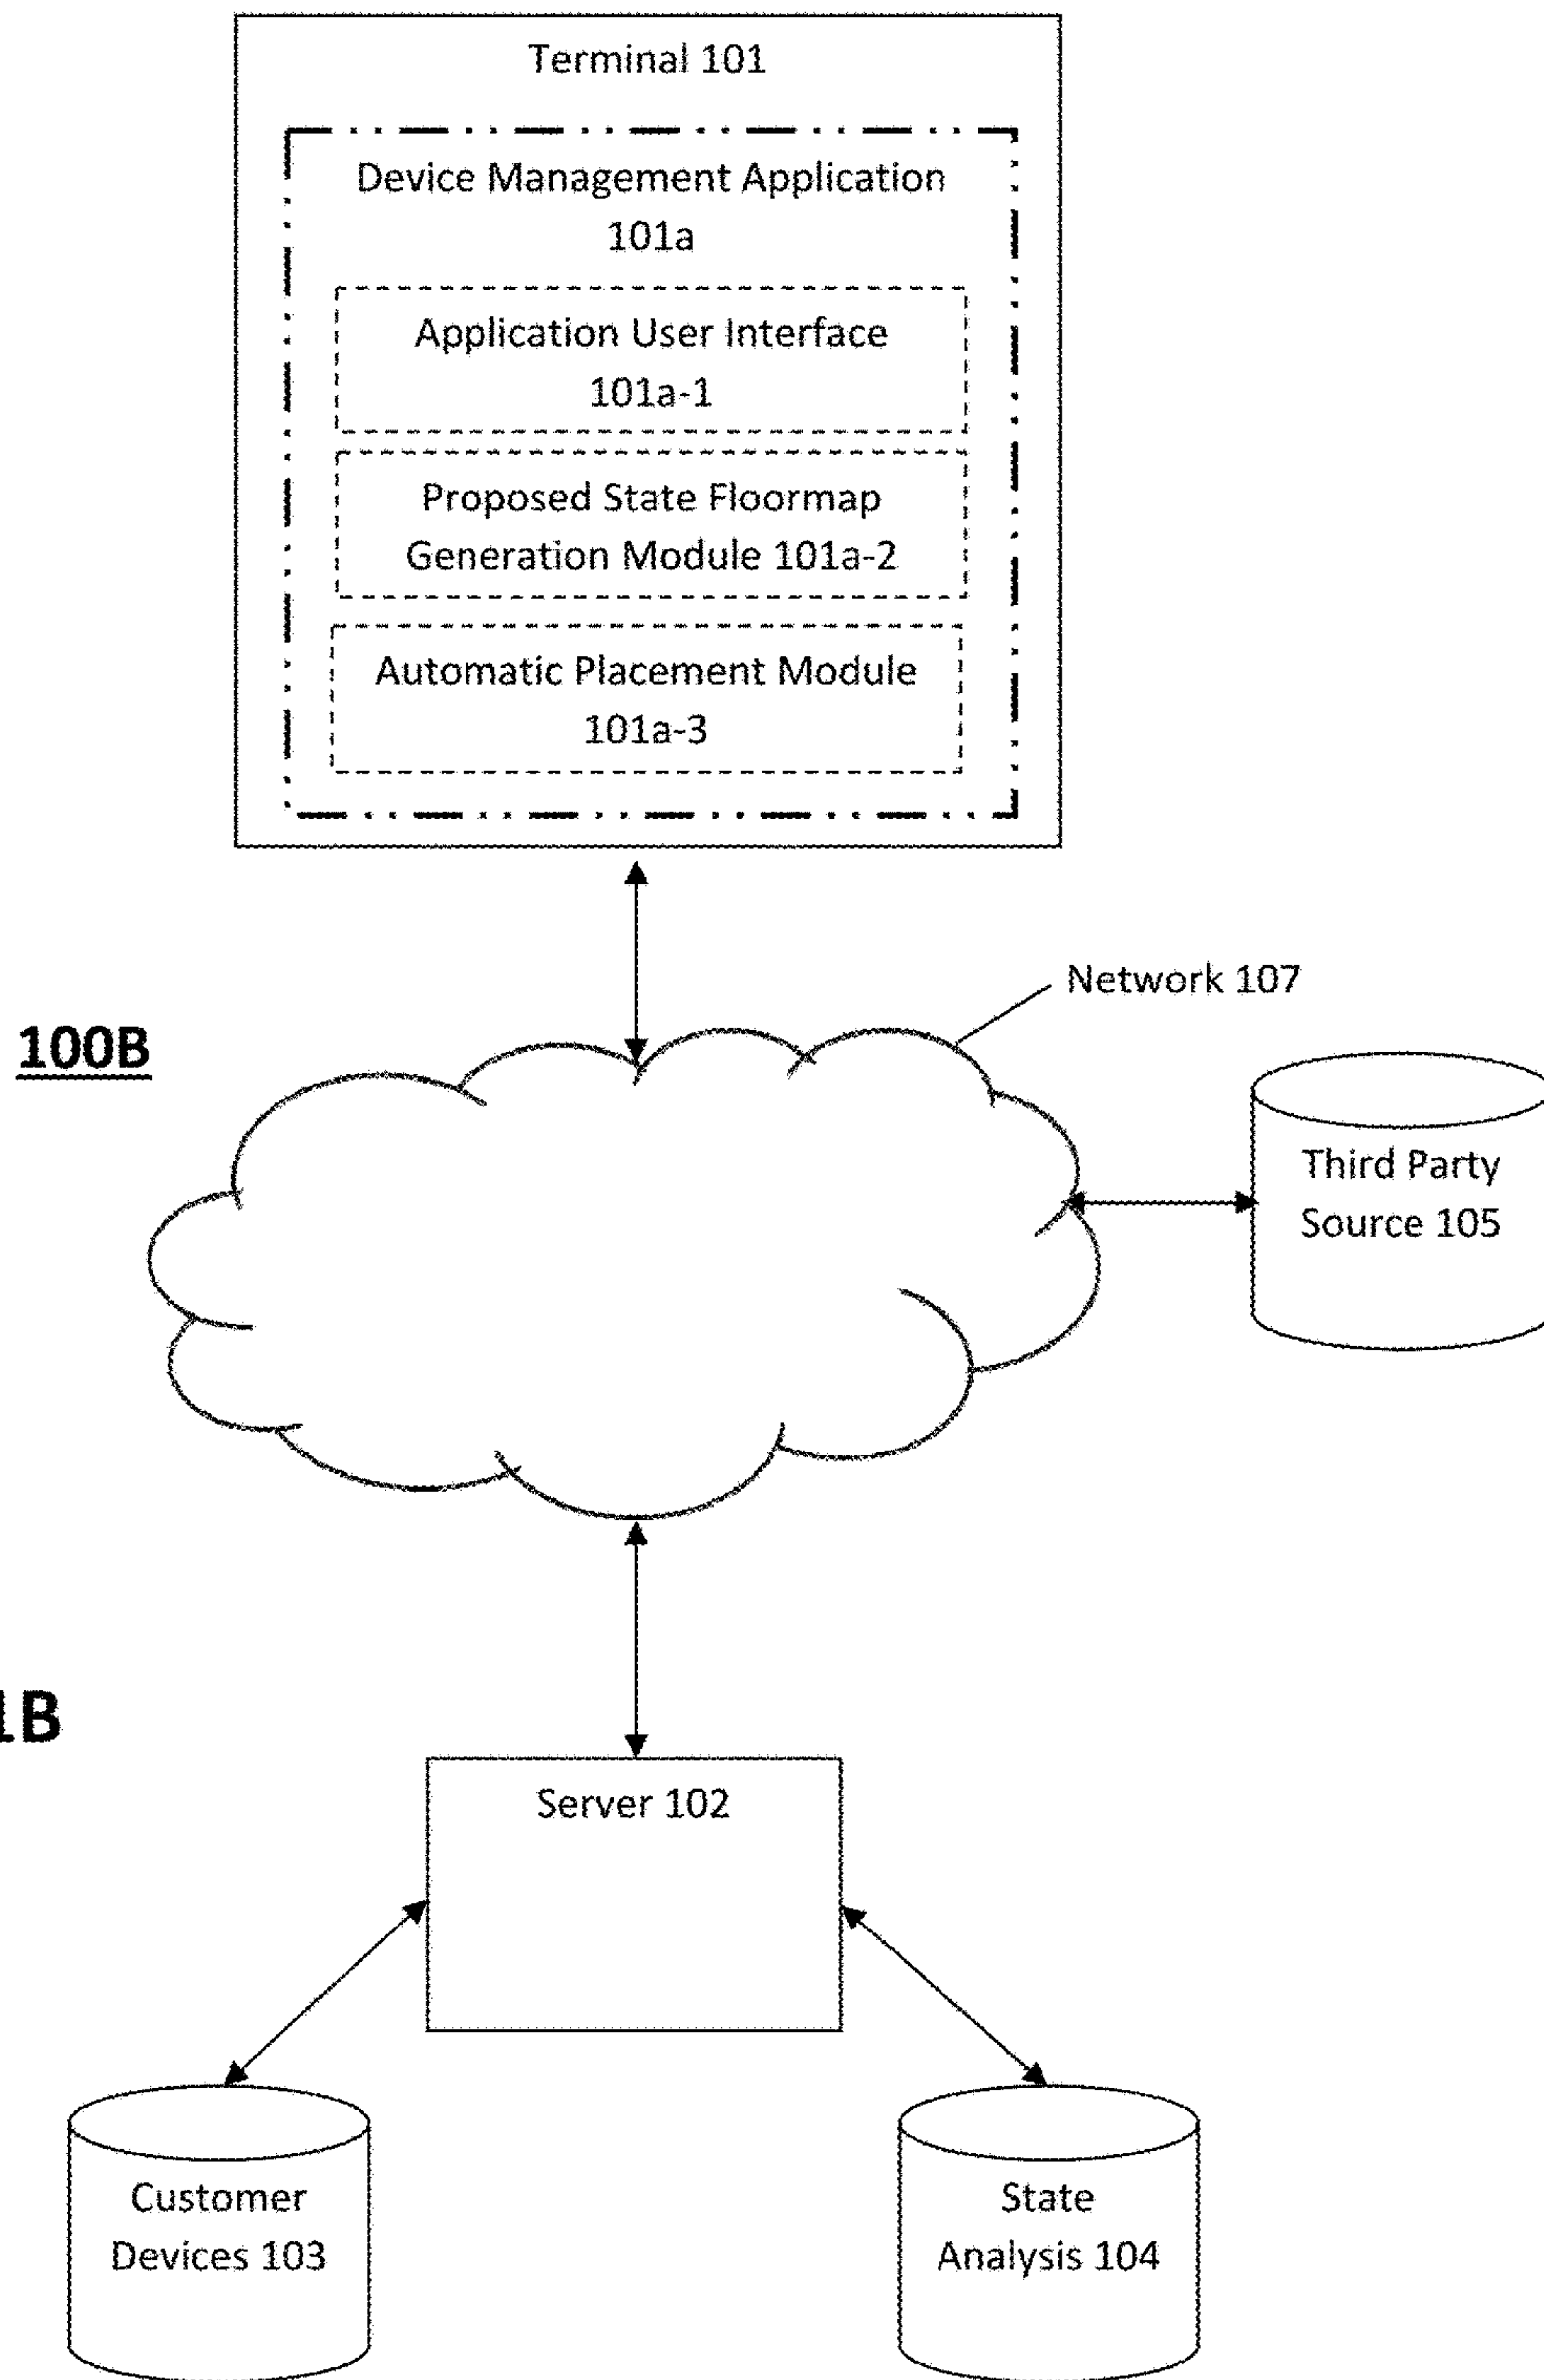 Terminal 101
Device Management Application
101a
Application User Interface
101a-1
Proposed State Floormap
Generation Module 101a-2
Automatic Placement Module
101a-3
Network 107
100B
Third Party
Source 105
1B
Server 102
Customer
Devices 103
State
Analysis 104